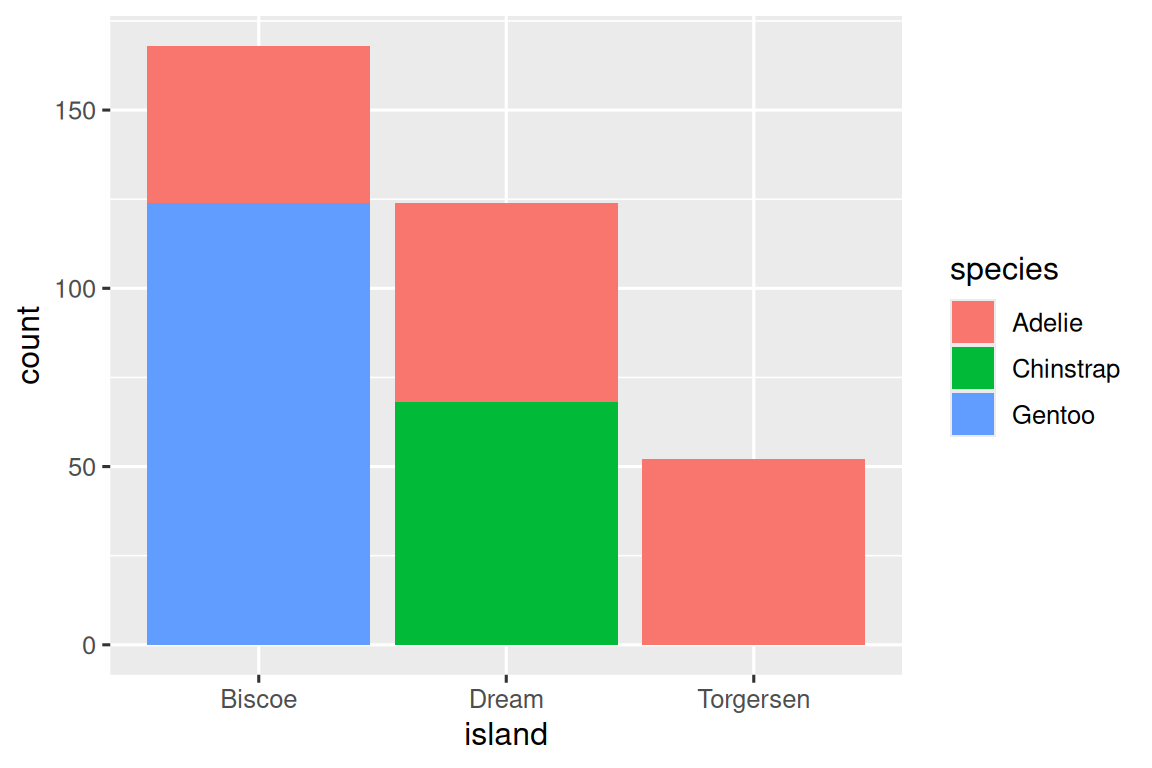 150
100
50
0
count
Biscoe
Dream
Torgersen
island
species
Adelie
Chinstrap
Gentoo